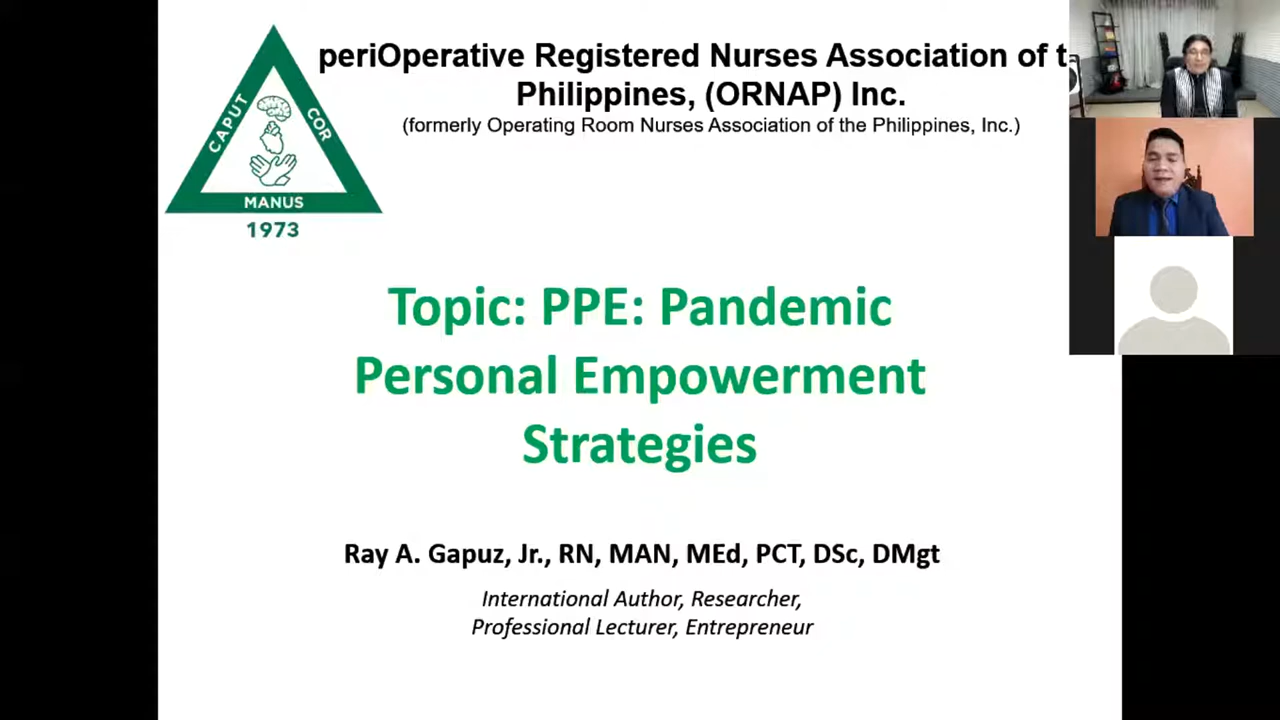 periOperative Registered Nurses Association of t
Philippines, (ORNAP) Inc.
(formerly Operating Room Nurses Association of the Philippines, Inc.)
CAPUT
COR
MANUS
1973
Topic: PPE: Pandemic
Personal Empowerment
Strategies
Ray A. Gapuz, Jr., RN, MAN, MEd, PCT, DSc, DMgt
International Author, Researcher,
Professional Lecturer, Entrepreneur